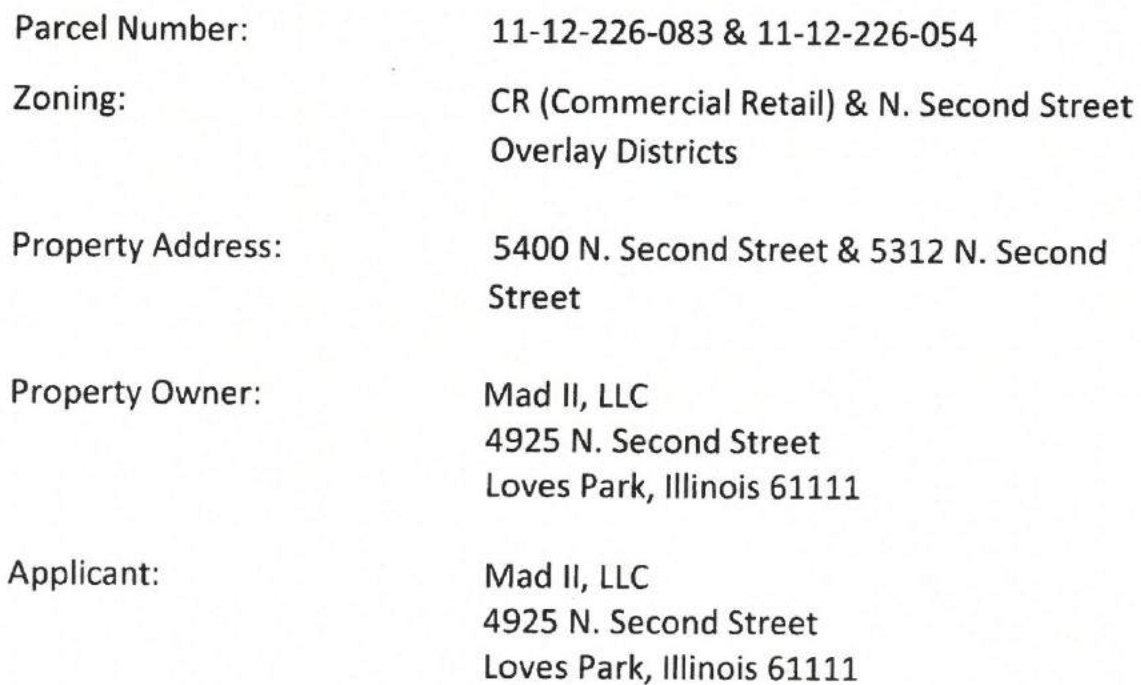 Parcel Number: 11-12-226-083 & 11-12-226-054
Zoning: CR (Commercial Retail) & N. Second Street
Overlay Districts
Property Address: 5400 N. Second Street & 5312 N. Second
Street
Property Owner: Mad II, LLC
4925 N. Second Street
Loves Park, Illinois 61111
Applicant: Mad II, LLC
4925 N. Second Street
Loves Park, Illinois 61111